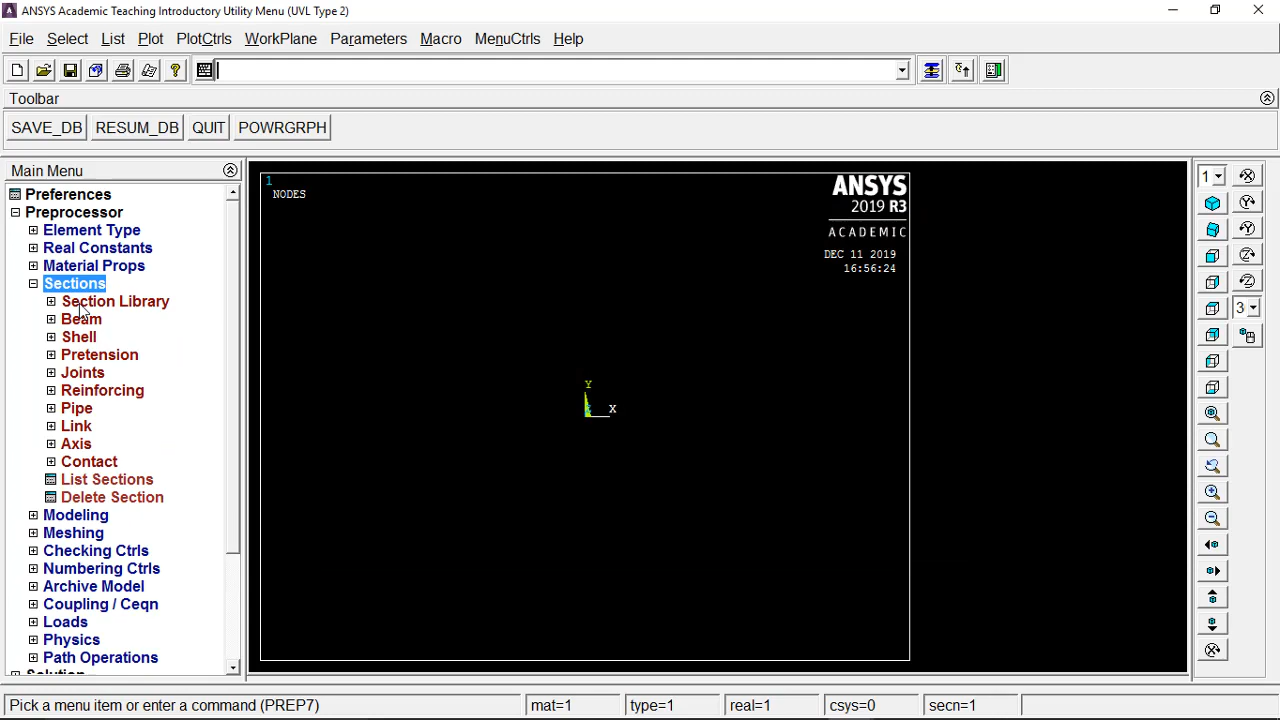 ANSYS Academic Teaching Introductory Utility Menu (UVL Type 2)
File Select List Plot PlotCtrls WorkPlane Parameters Macro MenuCtrls Help
Toolbar
SAVE_DB RESUM_DB QUIT POWRGRPH
Main Menu
Preferences
Preprocessor
Element Type
Real Constants
Material Props
Sections
Section Library
Beam
Shell
Pretension
Joints
Reinforcing
Pipe
Link
Axis
Contact
List Sections
Delete Section
Modeling
Meshing
Checking Ctrls
Numbering Ctrls
Archive Model
Coupling / Ceqn
Loads
Physics
Path Operations
Solution
1
NODES
ANSYS
2019 R3
ACADEMIC
DEC 11 2019
16:56:24
Y
X
1
3
Pick a menu item or enter a command (PREP7) mat=1 type=1 real=1 csys=0 secn=1